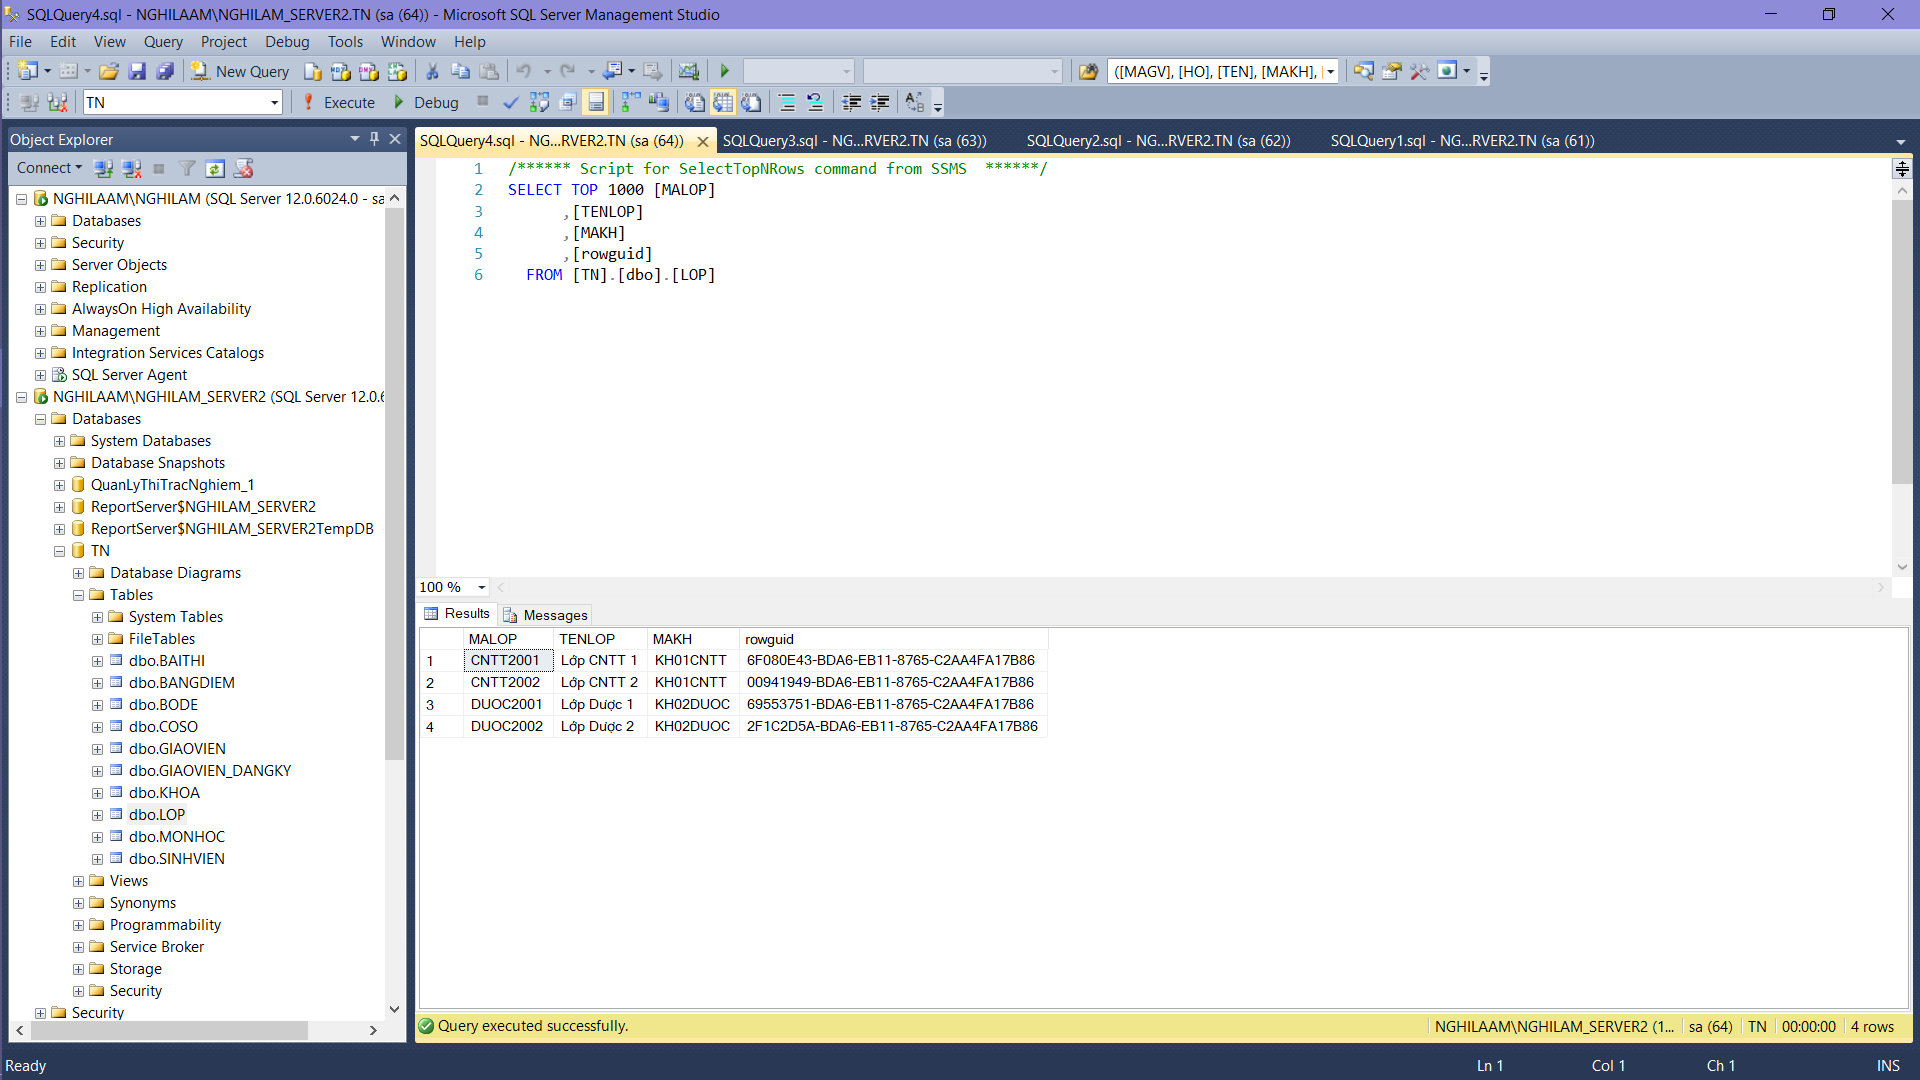 SQLQuery4.sql - NGHILAAM\NGHILAM_SERVER2.TN (sa (64)) - Microsoft SQL Server Management Studio
File Edit View Query Project Debug Tools Window Help
New Query ([MAGV], [HO], [TEN], [MAKH], [
TN Execute Debug
Object Explorer
Connect
NGHILAAM\NGHILAM (SQL Server 12.0.6024.0 - sa
Databases
Security
Server Objects
Replication
AlwaysOn High Availability
Management
Integration Services Catalogs
SQL Server Agent
NGHILAAM\NGHILAM_SERVER2 (SQL Server 12.0.6
Databases
System Databases
Database Snapshots
QuanLyThiTracNghiem_1
ReportServer$NGHILAM_SERVER2
ReportServer$NGHILAM_SERVER2TempDB
TN
Database Diagrams
Tables
System Tables
FileTables
dbo.BAITHI
dbo.BANGDIEM
dbo.BODE
dbo.COSO
dbo.GIAOVIEN
dbo.GIAOVIEN_DANGKY
dbo.KHOA
dbo.LOP
dbo.MONHOC
dbo.SINHVIEN
Views
Synonyms
Programmability
Service Broker
Storage
Security
Security
SQLQuery4.sql - NG...RVER2.TN (sa (64)) SQLQuery3.sql - NG...RVER2.TN (sa (63)) SQLQuery2.sql - NG...RVER2.TN (sa (62)) SQLQuery1.sql - NG...RVER2.TN (sa (61))
1 /****** Script for SelectTopNRows command from SSMS ******/
2 SELECT TOP 1000 [MALOP]
3 ,[TENLOP]
4 ,[MAKH]
5 ,[rowguid]
6 FROM [TN].[dbo].[LOP]
100 %
Results Messages
MALOP TENLOP MAKH rowguid
1 CNTT2001 Lớp CNTT 1 KH01CNTT 6F080E43-BDA6-EB11-8765-C2AA4FA17B86
2 CNTT2002 Lớp CNTT 2 KH01CNTT 00941949-BDA6-EB11-8765-C2AA4FA17B86
3 DUOC2001 Lớp Dược 1 KH02DUOC 69553751-BDA6-EB11-8765-C2AA4FA17B86
4 DUOC2002 Lớp Dược 2 KH02DUOC 2F1C2D5A-BDA6-EB11-8765-C2AA4FA17B86
Query executed successfully. NGHILAAM\NGHILAM_SERVER2 (1... sa (64) TN 00:00:00 4 rows
Ready Ln 1 Col 1 Ch 1 INS